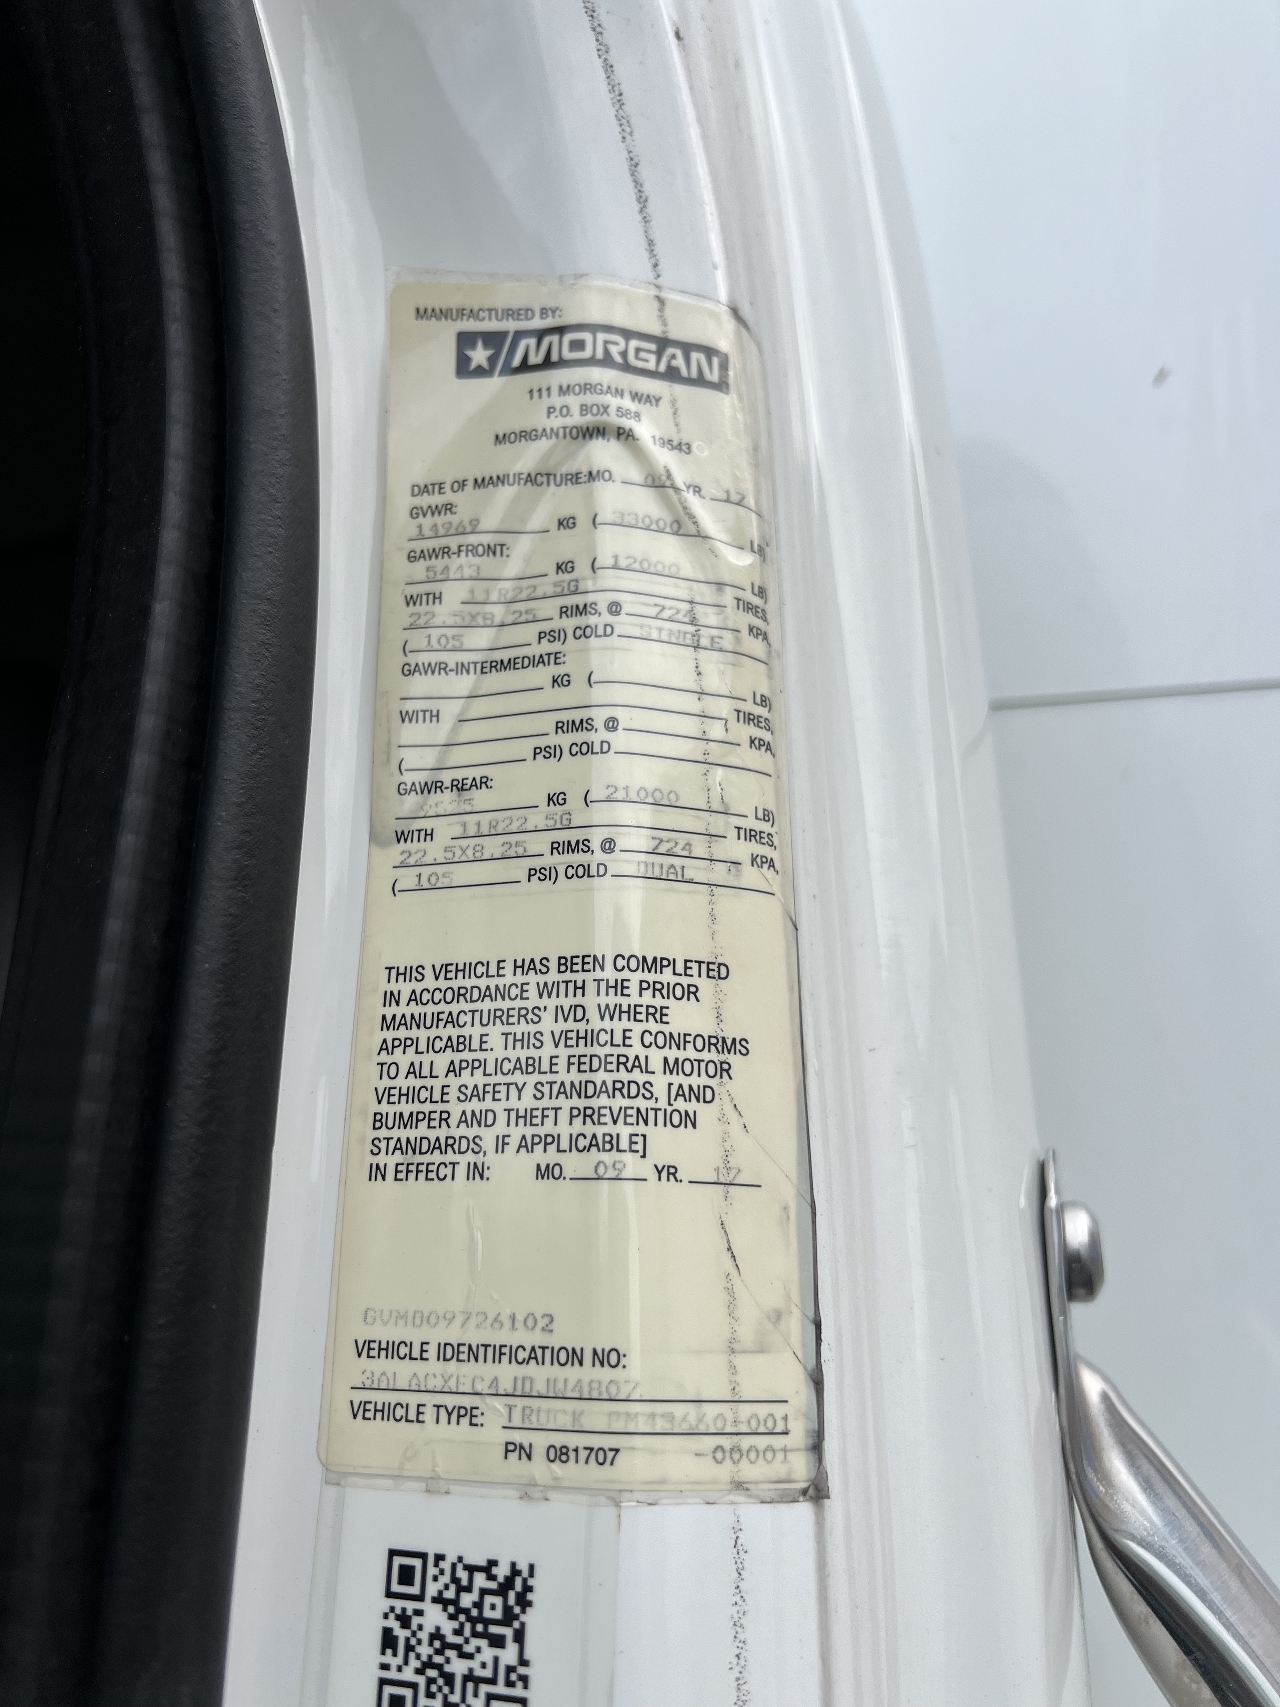 MANUFACTURED BY:
MORGAN
111 MORGAN WAY
P.O. BOX 588
MORGANTOWN, PA. 19543
DATE OF MANUFACTURE: MO. 09 YR. 17
GVWR:
14969 KG (33000 LB)
GAWR-FRONT:
5443 KG (12000 LB)
WITH 11R22.5G TIRES,
22.5X8.25 RIMS, @ 724 KPA,
(105 PSI) COLD SINGLE
GAWR-INTERMEDIATE:
KG ( LB)
WITH TIRES,
RIMS, @ KPA,
( PSI) COLD
GAWR-REAR:
9525 KG (21000 LB)
WITH 11R22.5G TIRES,
22.5X8.25 RIMS, @ 724 KPA,
(105 PSI) COLD DUAL
THIS VEHICLE HAS BEEN COMPLETED
IN ACCORDANCE WITH THE PRIOR
MANUFACTURERS' IVD, WHERE
APPLICABLE. THIS VEHICLE CONFORMS
TO ALL APPLICABLE FEDERAL MOTOR
VEHICLE SAFETY STANDARDS, [AND
BUMPER AND THEFT PREVENTION
STANDARDS, IF APPLICABLE]
IN EFFECT IN: MO. 09 YR. 17
GVMD09726102
VEHICLE IDENTIFICATION NO:
3ALACXFC4JDJW4807
VEHICLE TYPE: TRUCK PM43660-001
PN 081707 -00001